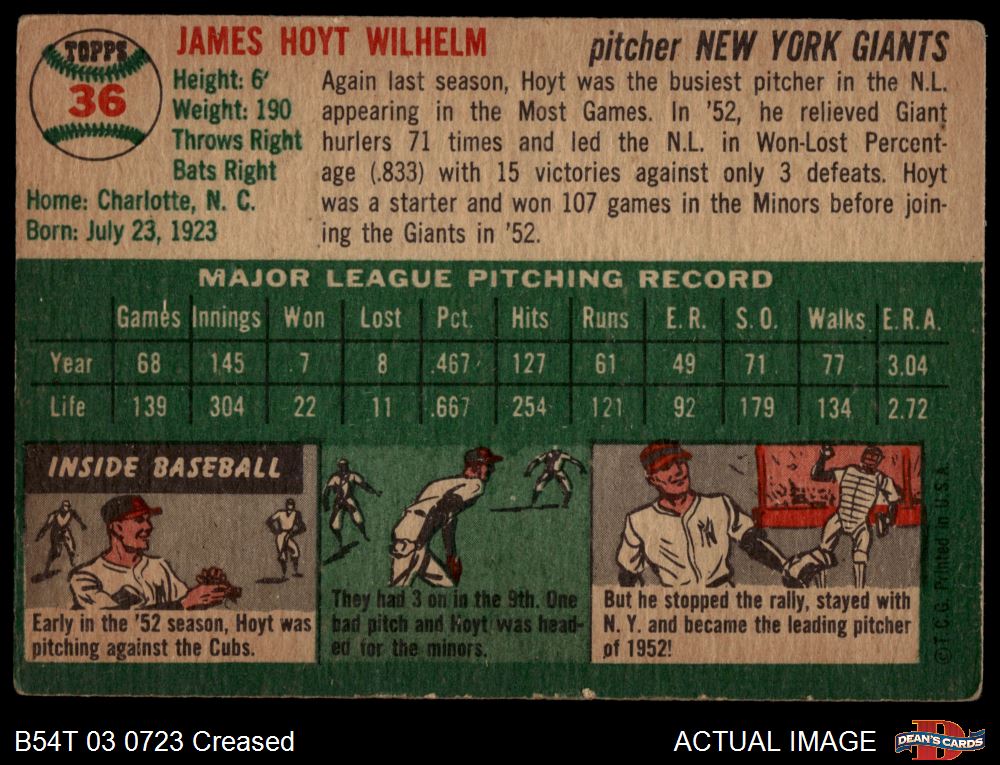 TOPPS
36
JAMES HOYT WILHELM
pitcher NEW YORK GIANTS
Height: 6'
Weight: 190
Throws Right
Bats Right
Home: Charlotte, N. C.
Born: July 23, 1923
Again last season, Hoyt was the busiest pitcher in the N.L.
appearing in the Most Games. In '52, he relieved Giant
hurlers 71 times and led the N.L. in Won-Lost Percent-
age (.833) with 15 victories against only 3 defeats. Hoyt
was a starter and won 107 games in the Minors before join-
ing the Giants in '52.
MAJOR LEAGUE PITCHING RECORD
Games Innings Won Lost Pct. Hits Runs E. R. S. O. Walks E.R.A.
Year 68 145 7 8 .467 127 61 49 71 77 3.04
Life 139 304 22 11 .667 254 121 92 179 134 2.72
INSIDE BASEBALL
Early in the '52 season, Hoyt was
pitching against the Cubs.
They had 3 on in the 9th. One
bad pitch and Hoyt was head-
ed for the minors.
NY
But he stopped the rally, stayed with
N. Y. and became the leading pitcher
of 1952!
© T. C. G. Printed in U. S. A.
B54T 03 0723 Creased
ACTUAL IMAGE
D
DEAN'S CARDS